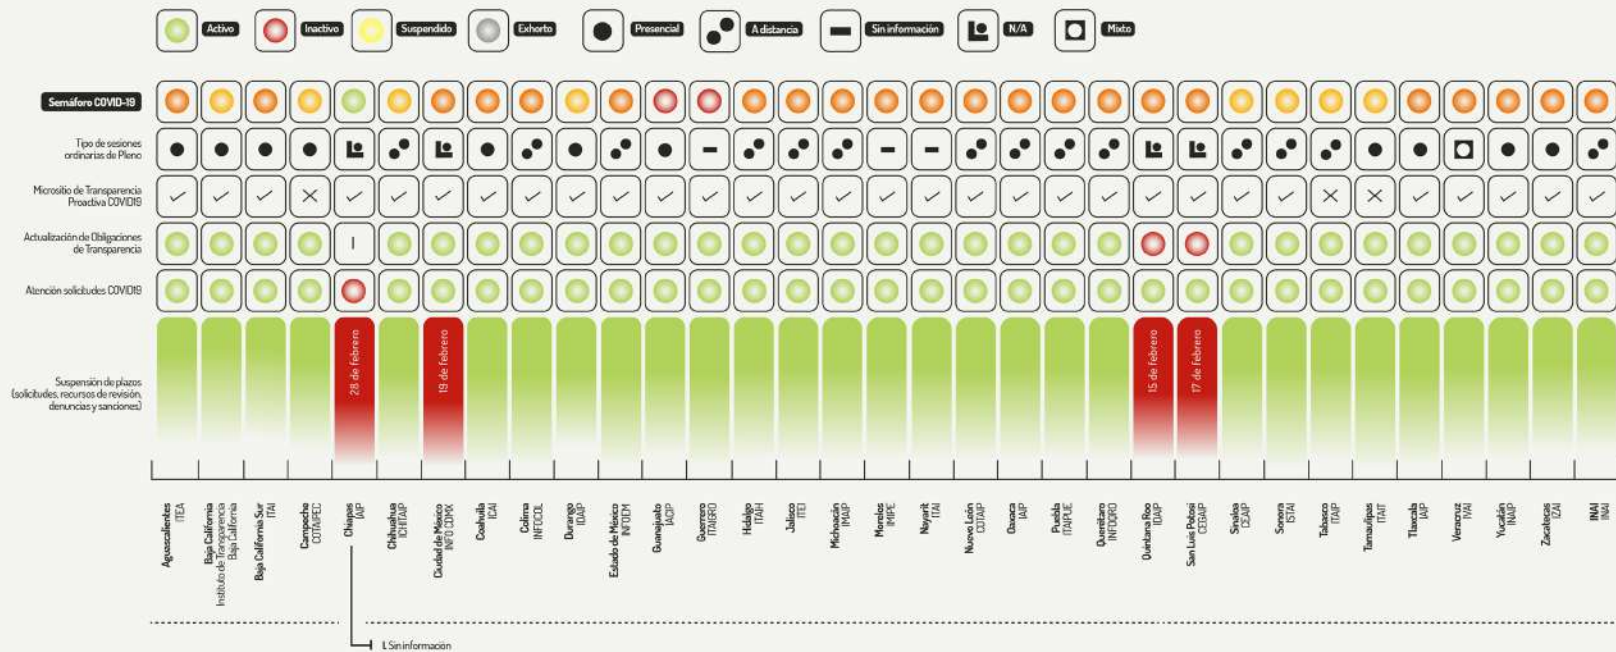 Activo
Inactivo
Suspendido
Exhorto
Presencial
A distancia
Sin información
N/A
Mixto
Semáforo COVID-19
Tipo de sesiones
ordinarias de Pleno
Micrositio de Transparencia
Proactiva COVID19
Actualización de Obligaciones
de Transparencia
I
Atención solicitudes COVID19
Suspensión de plazos
(solicitudes, recursos de revisión,
denuncias y sanciones)
28 de febrero
19 de febrero
15 de febrero
17 de febrero
Aguascalientes
ITEA
Baja California
Instituto de Transparencia
Baja California
Baja California Sur
ITAI
Campeche
COTAIPEC
Chiapas
IAIP
Chihuahua
ICHITAIP
Ciudad de México
INFO CDMX
Coahuila
ICAI
Colima
INFOCOL
Durango
IDAIP
Estado de México
INFOEM
Guanajuato
IACIP
Guerrero
ITAIGRO
Hidalgo
ITAIH
Jalisco
ITEI
Michoacán
IMAIP
Morelos
IMIPE
Nayarit
ITAI
Nuevo León
COTAIP
Oaxaca
IAIP
Puebla
ITAIPUE
Querétaro
INFOQRO
Quintana Roo
IDAIP
San Luis Potosí
CEGAIP
Sinaloa
CEAIP
Sonora
ISTAI
Tabasco
ITAIP
Tamaulipas
ITAIT
Tlaxcala
IAIP
Veracruz
IVAI
Yucatán
INAIP
Zacatecas
IZAI
INAI
INAI
I. Sin información